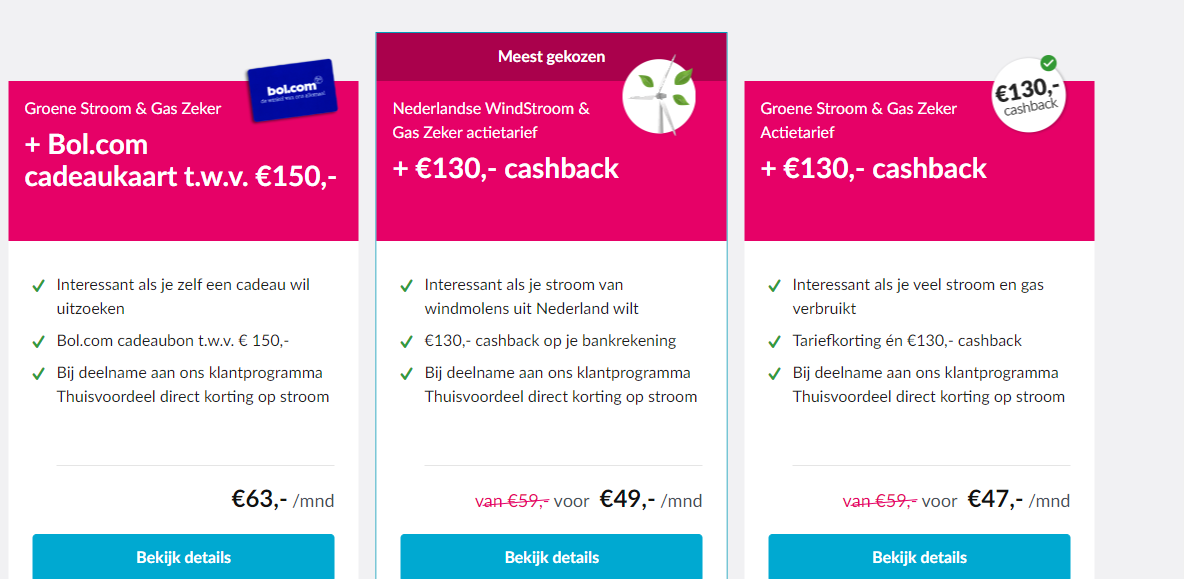 bol.com
Groene Stroom & Gas Zeker
+ Bol.com
cadeaukaart t.w.v. €150,-
Interessant als je zelf een cadeau wil
uitzoeken
Bol.com cadeaubon t.w.v. € 150,-
Bij deelname aan ons klantprogramma
Thuisvoordeel direct korting op stroom
€63,- /mnd
Bekijk details
Meest gekozen
Nederlandse WindStroom &
Gas Zeker actietarief
+ €130,- cashback
Interessant als je stroom van
windmolens uit Nederland wilt
€130,- cashback op je bankrekening
Bij deelname aan ons klantprogramma
Thuisvoordeel direct korting op stroom
van €59,- voor €49,- /mnd
Bekijk details
€130,-
cashback
Groene Stroom & Gas Zeker
Actietarief
+ €130,- cashback
Interessant als je veel stroom en gas
verbruikt
Tariefkorting én €130,- cashback
Bij deelname aan ons klantprogramma
Thuisvoordeel direct korting op stroom
van €59,- voor €47,- /mnd
Bekijk details